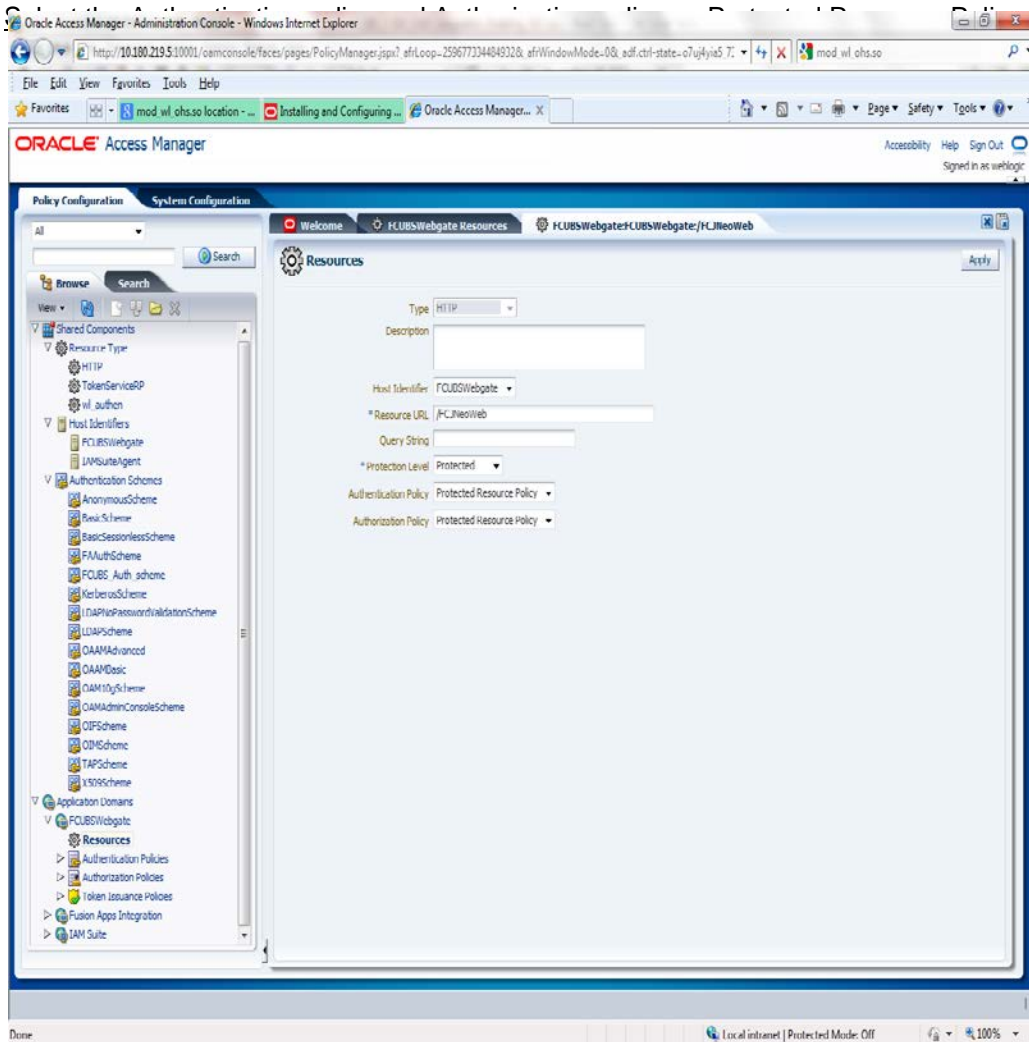 Oracle Access Manager - Administration Console - Windows Internet Explorer
http://10.180.219.5:10001/oamconsole/faces/pages/PolicyManager.jspx?
mod_wl_ohs.so
File Edit View Favorites Tools Help
Favorites
mod_wl_ohs.so location - ...
Installing and Configuring ...
Oracle Access Manager... X
Page Safety Tools
ORACLE Access Manager
Accessibility Help Sign Out
Signed in as weblogic
Policy Configuration System Configuration
All
Search
Browse Search
View
Shared Components
Resource Type
HTTP
TokenServiceRP
wl_authen
Host Identifiers
FCUBSWebgate
IAMSuiteAgent
Authentication Schemes
AnonymousScheme
BasicScheme
BasicSessionlessScheme
FAAuthScheme
FCUBS_Auth_scheme
KerberosScheme
LDAPNoPasswordValidationScheme
LDAPScheme
OAAMAdvanced
OAAMBasic
OAM10gScheme
OAMAdminConsoleScheme
OIFScheme
OIMScheme
TAPScheme
X509Scheme
Application Domains
FCUBSWebgate
Resources
Authentication Policies
Authorization Policies
Token Issuance Policies
Fusion Apps Integration
IAM Suite
Welcome FCUBSWebgate Resources FCUBSWebgate:FCUBSWebgate:/FCJNeoWeb
Resources
Apply
Type HTTP
Description
Host Identifier FCUBSWebgate
* Resource URL /FCJNeoWeb
Query String
* Protection Level Protected
Authentication Policy Protected Resource Policy
Authorization Policy Protected Resource Policy
Done
Local intranet | Protected Mode: Off
100%